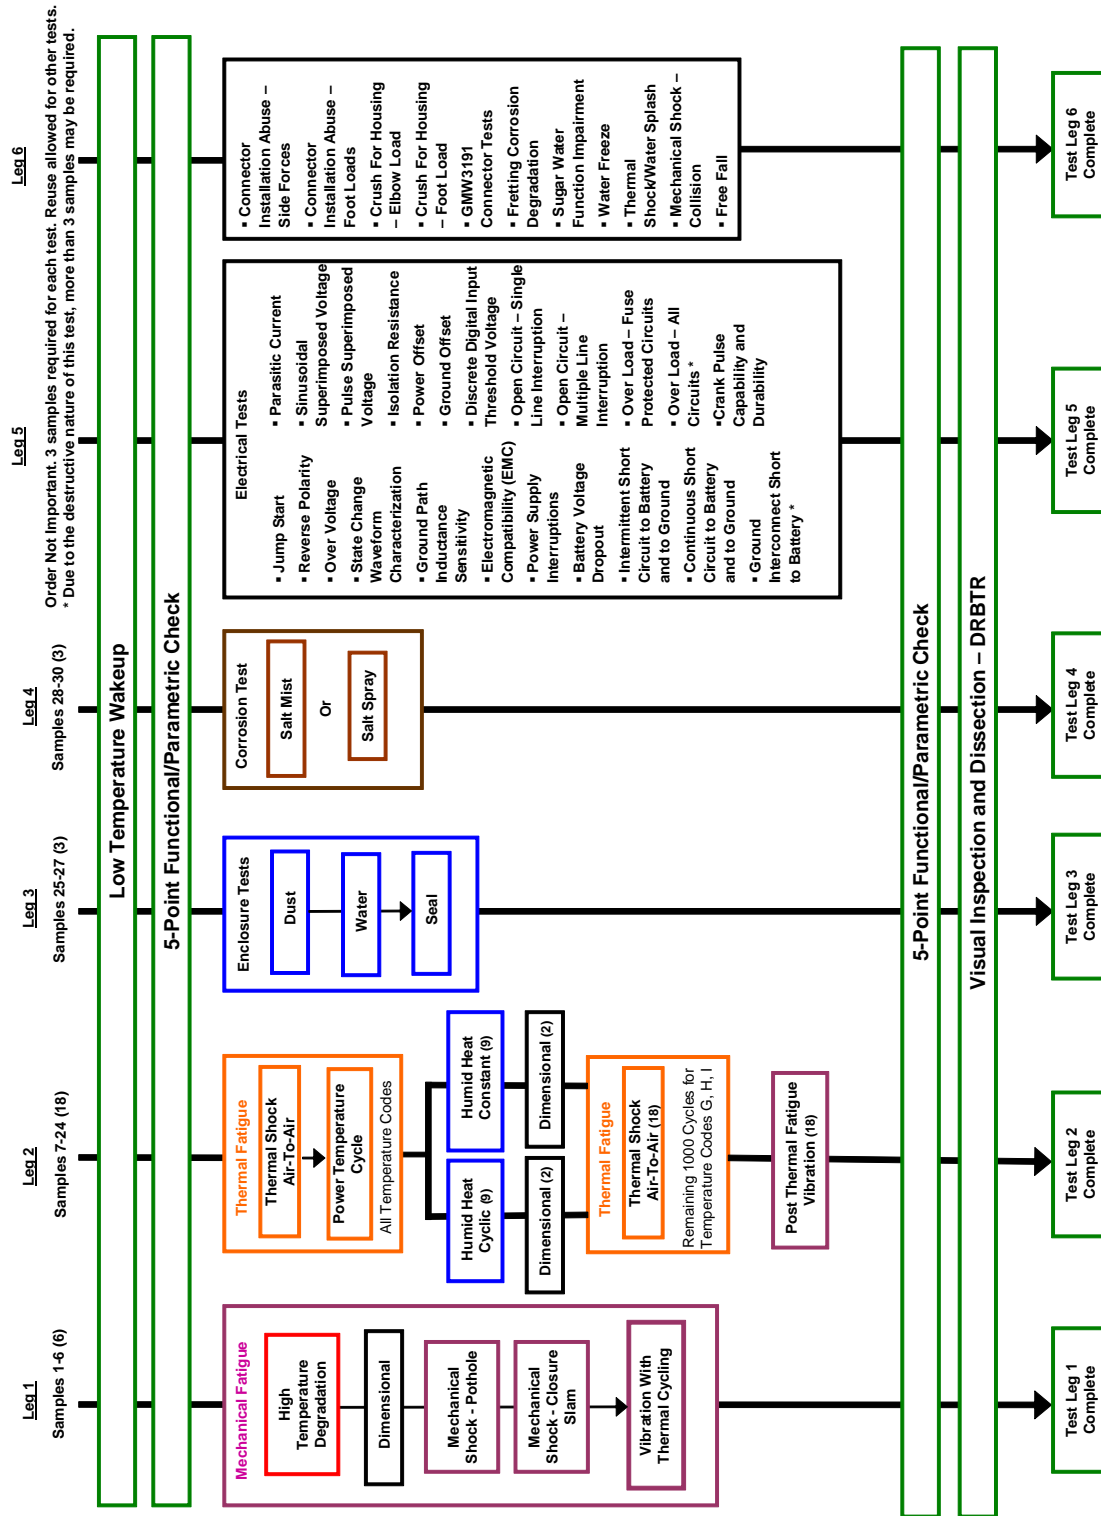 Leg 1
Samples 1-6 (6)
Leg 2
Samples 7-24 (18)
Leg 3
Samples 25-27 (3)
Leg 4
Samples 28-30 (3)
Leg 5
Leg 6
Order Not Important. 3 samples required for each test. Reuse allowed for other tests.
* Due to the destructive nature of this test, more than 3 samples may be required.
Low Temperature Wakeup
5-Point Functional/Parametric Check
Mechanical Fatigue
High
Temperature
Degradation
Dimensional
Mechanical
Shock - Pothole
Mechanical
Shock - Closure
Slam
Vibration With
Thermal Cycling
Thermal Fatigue
Thermal Shock
Air-To-Air
Power Temperature
Cycle
All Temperature Codes
Humid Heat
Cyclic (9)
Humid Heat
Constant (9)
Dimensional (2)
Dimensional (2)
Thermal Fatigue
Thermal Shock
Air-To-Air (18)
Remaining 1000 Cycles for
Temperature Codes G, H, I
Post Thermal Fatigue
Vibration (18)
Enclosure Tests
Dust
Water
Seal
Corrosion Test
Salt Mist
Or
Salt Spray
Electrical Tests
▪ Jump Start
▪ Reverse Polarity
▪ Over Voltage
▪ State Change
Waveform
Characterization
▪ Ground Path
Inductance
Sensitivity
▪ Electromagnetic
Compatibility (EMC)
▪ Power Supply
Interruptions
▪ Battery Voltage
Dropout
▪ Intermittent Short
Circuit to Battery
and to Ground
▪ Continuous Short
Circuit to Battery
and to Ground
▪ Ground
Interconnect Short
to Battery *
▪ Parasitic Current
▪ Sinusoidal
Superimposed Voltage
▪ Pulse Superimposed
Voltage
▪ Isolation Resistance
▪ Power Offset
▪ Ground Offset
▪ Discrete Digital Input
Threshold Voltage
▪ Open Circuit – Single
Line Interruption
▪ Open Circuit –
Multiple Line
Interruption
▪ Over Load – Fuse
Protected Circuits
▪ Over Load – All
Circuits *
▪Crank Pulse
Capability and
Durability
▪ Connector
Installation Abuse –
Side Forces
▪ Connector
Installation Abuse –
Foot Loads
▪ Crush For Housing
– Elbow Load
▪ Crush For Housing
– Foot Load
▪ GMW3191
Connector Tests
▪ Fretting Corrosion
Degradation
▪ Sugar Water
Function Impairment
▪ Water Freeze
▪ Thermal
Shock/Water Splash
▪ Mechanical Shock –
Collision
▪ Free Fall
5-Point Functional/Parametric Check
Visual Inspection and Dissection – DRBTR
Test Leg 1
Complete
Test Leg 2
Complete
Test Leg 3
Complete
Test Leg 4
Complete
Test Leg 5
Complete
Test Leg 6
Complete